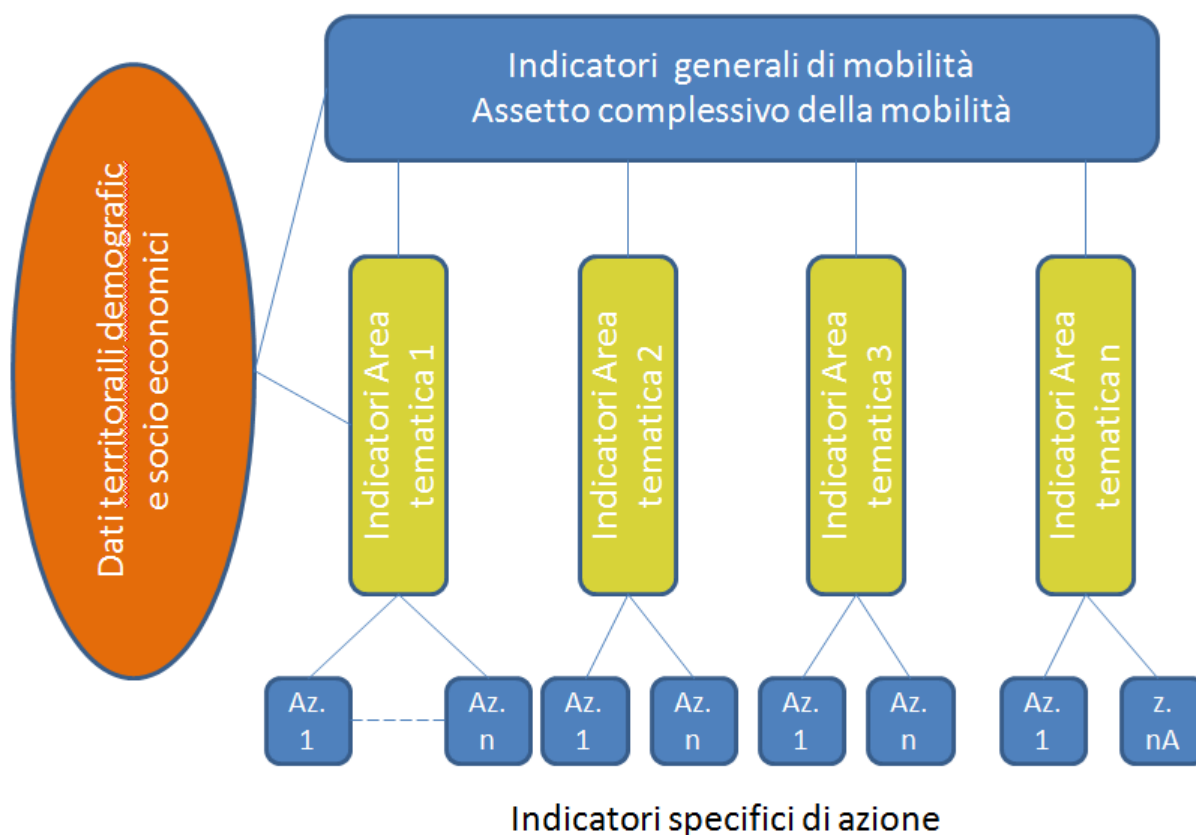 Indicatori generali di mobilità
Assetto complessivo della mobilità
Dati territoraili demografic
e socio economici
Indicatori Area
tematica 1
Indicatori Area
tematica 2
Indicatori Area
tematica 3
Indicatori Area
tematica n
Az.
1
Az.
n
Az.
1
Az.
n
Az.
1
Az.
n
Az.
1
z.
nA
Indicatori specifici di azione